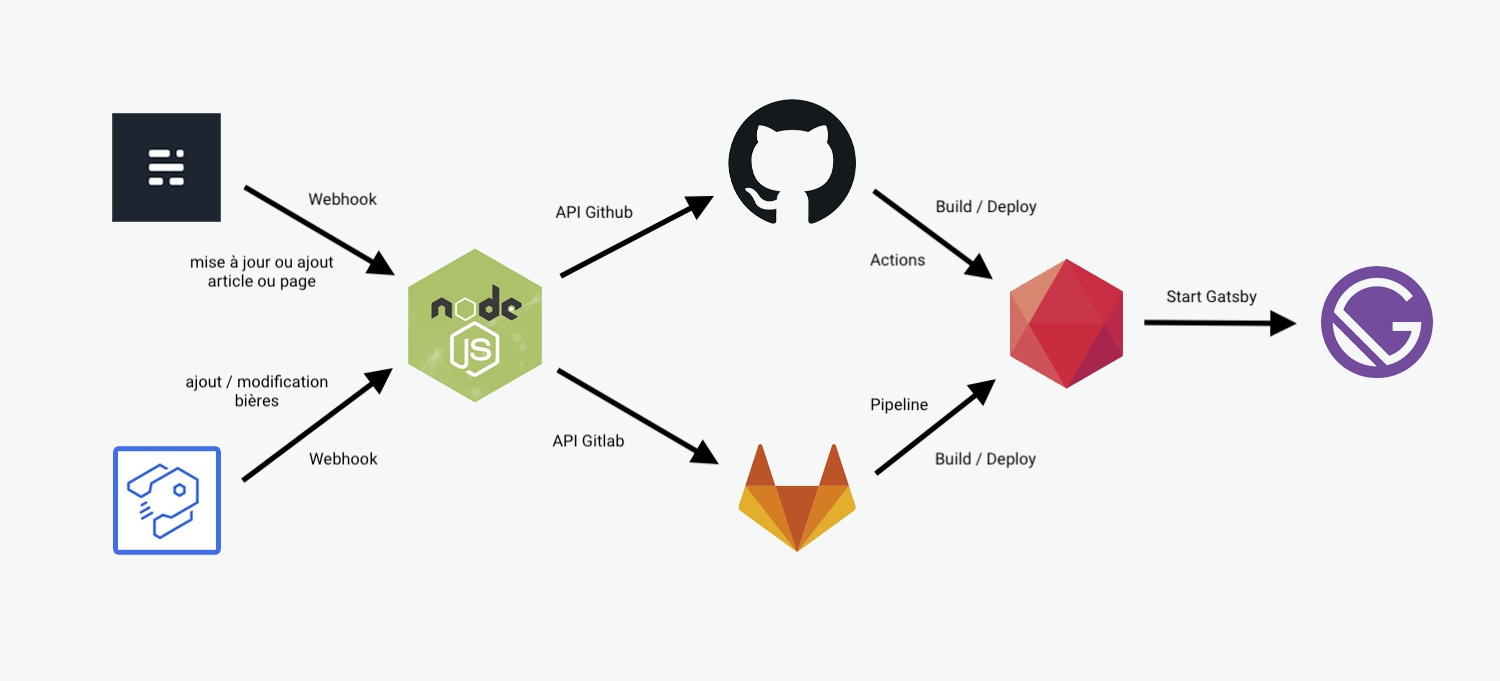 Webhook
mise à jour ou ajout
article ou page
ajout / modification
bières
Webhook
node
JS
API Github
API Gitlab
Build / Deploy
Actions
Pipeline
Build / Deploy
Start Gatsby